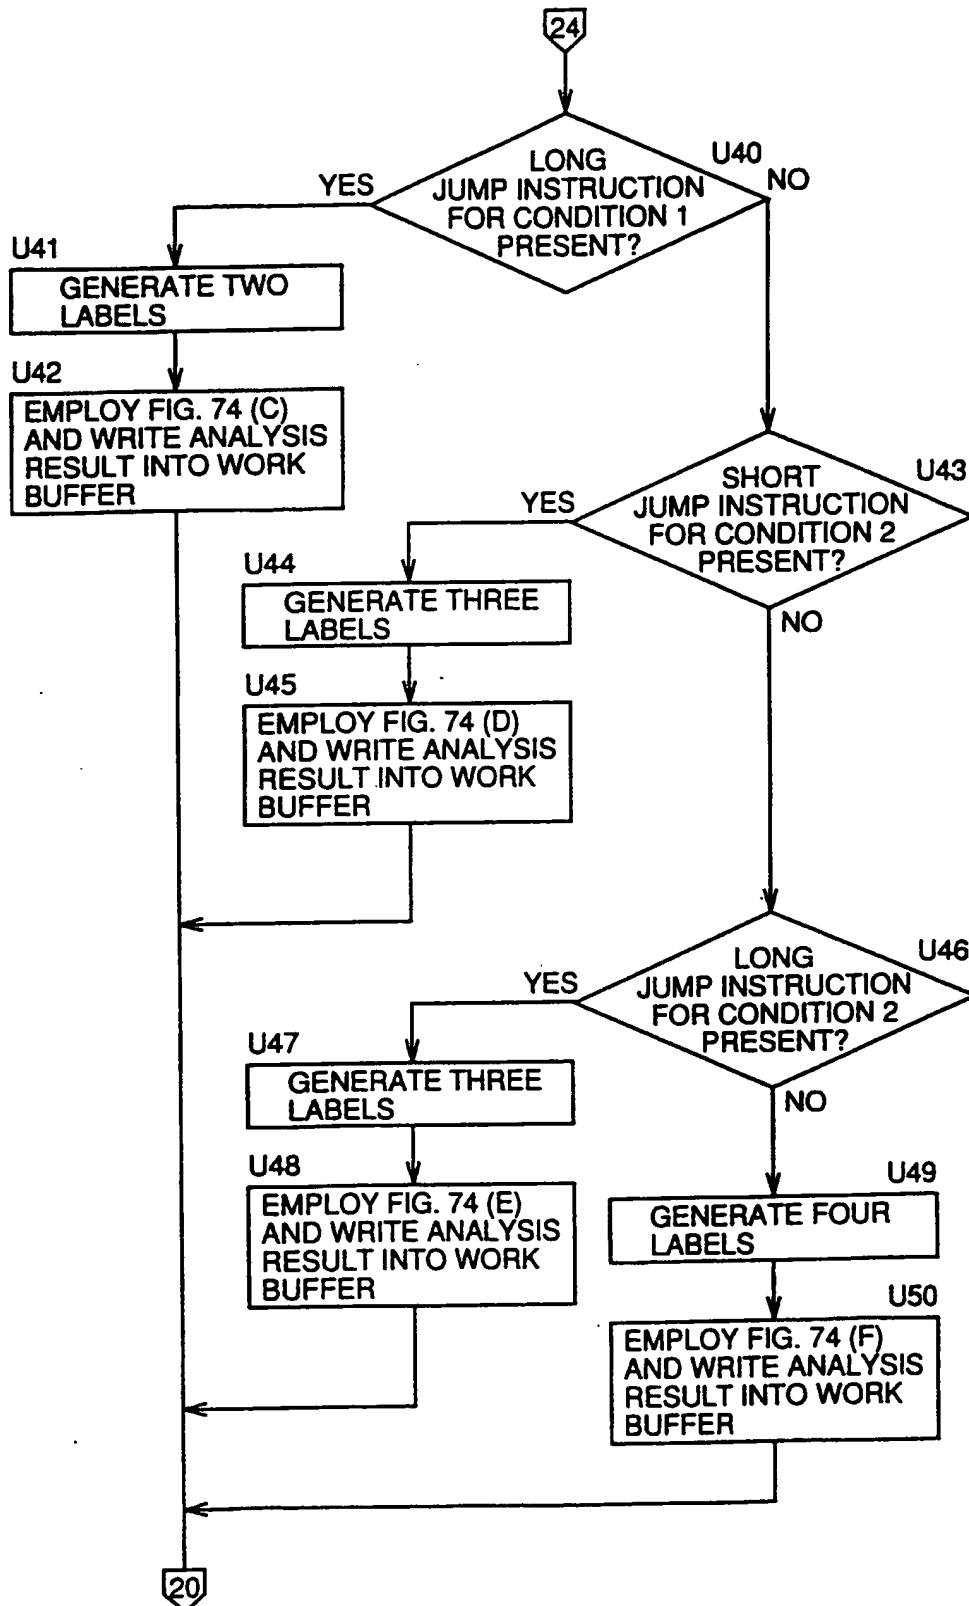 24
U40
LONG
JUMP INSTRUCTION
FOR CONDITION 1
PRESENT?
YES
NO
U41
GENERATE TWO
LABELS
U42
EMPLOY FIG. 74 (C)
AND WRITE ANALYSIS
RESULT INTO WORK
BUFFER
U43
SHORT
JUMP INSTRUCTION
FOR CONDITION 2
PRESENT?
YES
NO
U44
GENERATE THREE
LABELS
U45
EMPLOY FIG. 74 (D)
AND WRITE ANALYSIS
RESULT INTO WORK
BUFFER
U46
LONG
JUMP INSTRUCTION
FOR CONDITION 2
PRESENT?
YES
NO
U47
GENERATE THREE
LABELS
U48
EMPLOY FIG. 74 (E)
AND WRITE ANALYSIS
RESULT INTO WORK
BUFFER
U49
GENERATE FOUR
LABELS
U50
EMPLOY FIG. 74 (F)
AND WRITE ANALYSIS
RESULT INTO WORK
BUFFER
20